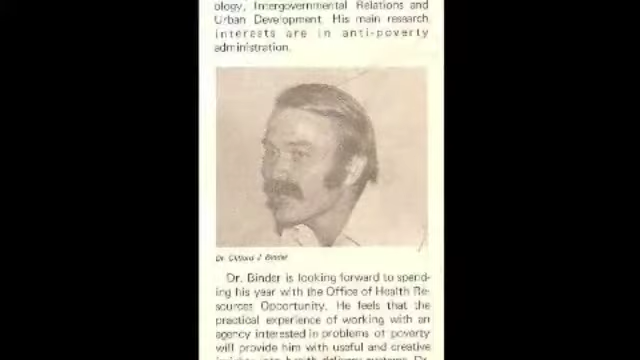 ology, Intergovernmental Relations and
Urban Development. His main research
interests are in anti-poverty
administration.
Dr. Clifford J. Binder
Dr. Binder is looking forward to spend-
ing his year with the Office of Health Re-
sources Opportunity. He feels that the
practical experience of working with an
agency interested in problems of poverty
will provide him with useful and creative
into health delivery systems. Dr.